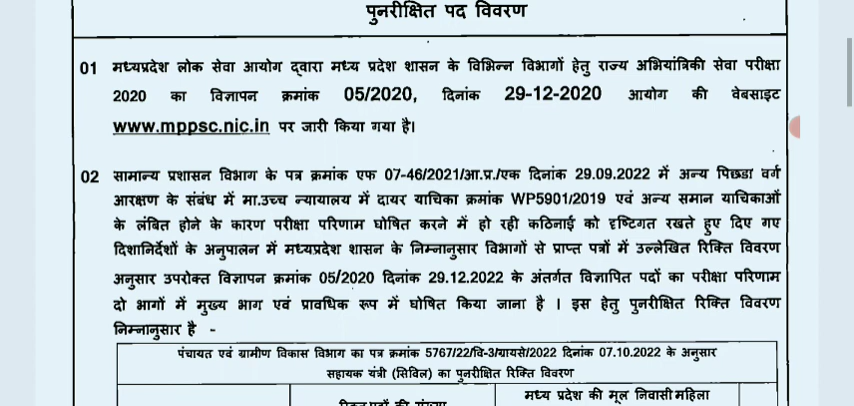 पुनरीक्षित पद विवरण
01 मध्यप्रदेश लोक सेवा आयोग द्वारा मध्य प्रदेश शासन के विभिन्न विभागों हेतु राज्य अभियांत्रिकी सेवा परीक्षा
2020 का विज्ञापन क्रमांक 05/2020, दिनांक 29-12-2020 आयोग की वेबसाइट
www.mppsc.nic.in पर जारी किया गया है।
02 सामान्य प्रशासन विभाग के पत्र क्रमांक एफ 07-46/2021/आ.प्र./एक दिनांक 29.09.2022 में अन्य पिछडा वर्ग
आरक्षण के संबंध में मा.उच्च न्यायालय में दायर याचिका क्रमांक WP5901/2019 एवं अन्य समान याचिकाओं
के लंबित होने के कारण परीक्षा परिणाम घोषित करने में हो रही कठिनाई को दृष्टिगत रखते हुए दिए गए
दिशानिर्देशों के अनुपालन में मध्यप्रदेश शासन के निम्नानुसार विभागों से प्राप्त पत्रों में उल्लेखित रिक्ति विवरण
अनुसार उपरोक्त विज्ञापन क्रमांक 05/2020 दिनांक 29.12.2022 के अंतर्गत विज्ञापित पदों का परीक्षा परिणाम
दो भागों में मुख्य भाग एवं प्रावधिक रूप में घोषित किया जाना है । इस हेतु पुनरीक्षित रिक्ति विवरण
निम्नानुसार है -
पंचायत एवं ग्रामीण विकास विभाग का पत्र क्रमांक 5767/22/वि-3/ग्रायसे/2022 दिनांक 07.10.2022 के अनुसार
सहायक यंत्री (सिविल) का पुनरीक्षित रिक्ति विवरण
मध्य प्रदेश की मूल निवासी महिला